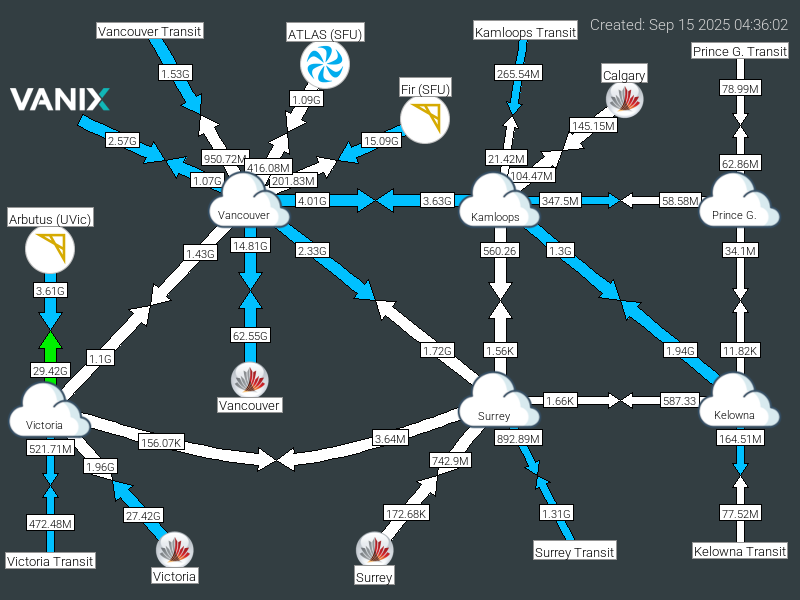 Created: Sep 15 2025 04:36:02
Vancouver Transit
ATLAS (SFU)
Kamloops Transit
Prince G. Transit
1.53G
265.54M
Calgary
78.99M
Fir (SFU)
VANIX
1.09G
2.57G
15.09G
145.15M
950.72M
416.08M
21.42M
62.86M
1.07G
201.83M
104.47M
4.01G
3.63G
347.5M
58.58M
Vancouver
Kamloops
Prince G.
Arbutus (UVic)
14.81G
2.33G
560.26
1.3G
34.1M
1.43G
3.61G
62.55G
1.1G
1.72G
1.56K
1.94G
11.82K
29.42G
Vancouver
1.66K
587.33
Victoria
Surrey
Kelowna
521.71M
156.07K
3.64M
892.89M
164.51M
1.96G
742.9M
472.48M
27.42G
172.68K
1.31G
77.52M
Victoria Transit
Victoria
Surrey
Surrey Transit
Kelowna Transit